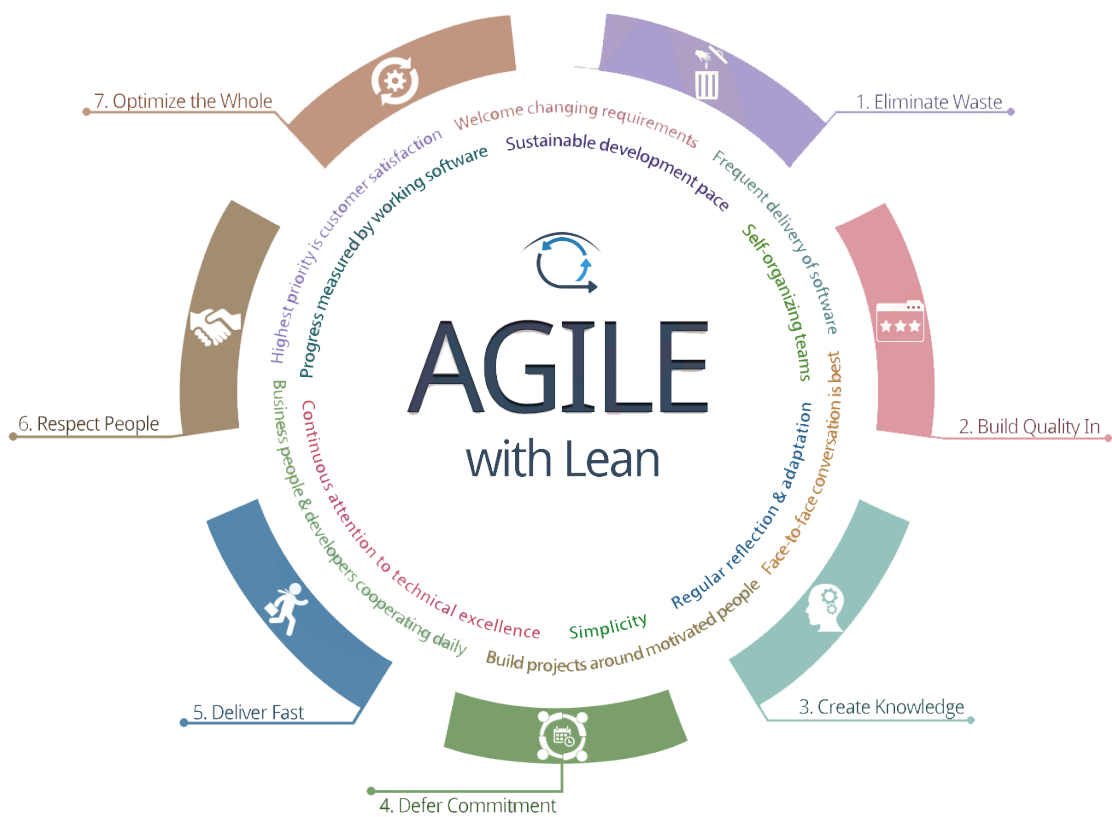 AGILE
with Lean
1. Eliminate Waste
2. Build Quality In
3. Create Knowledge
4. Defer Commitment
5. Deliver Fast
6. Respect People
7. Optimize the Whole
Welcome changing requirements
Frequent delivery of software
Face-to-face conversation is best
Build projects around motivated people
Business people & developers cooperating daily
Highest priority is customer satisfaction
Sustainable development pace
Self-organizing teams
Regular reflection & adaptation
Simplicity
Continuous attention to technical excellence
Progress measured by working software